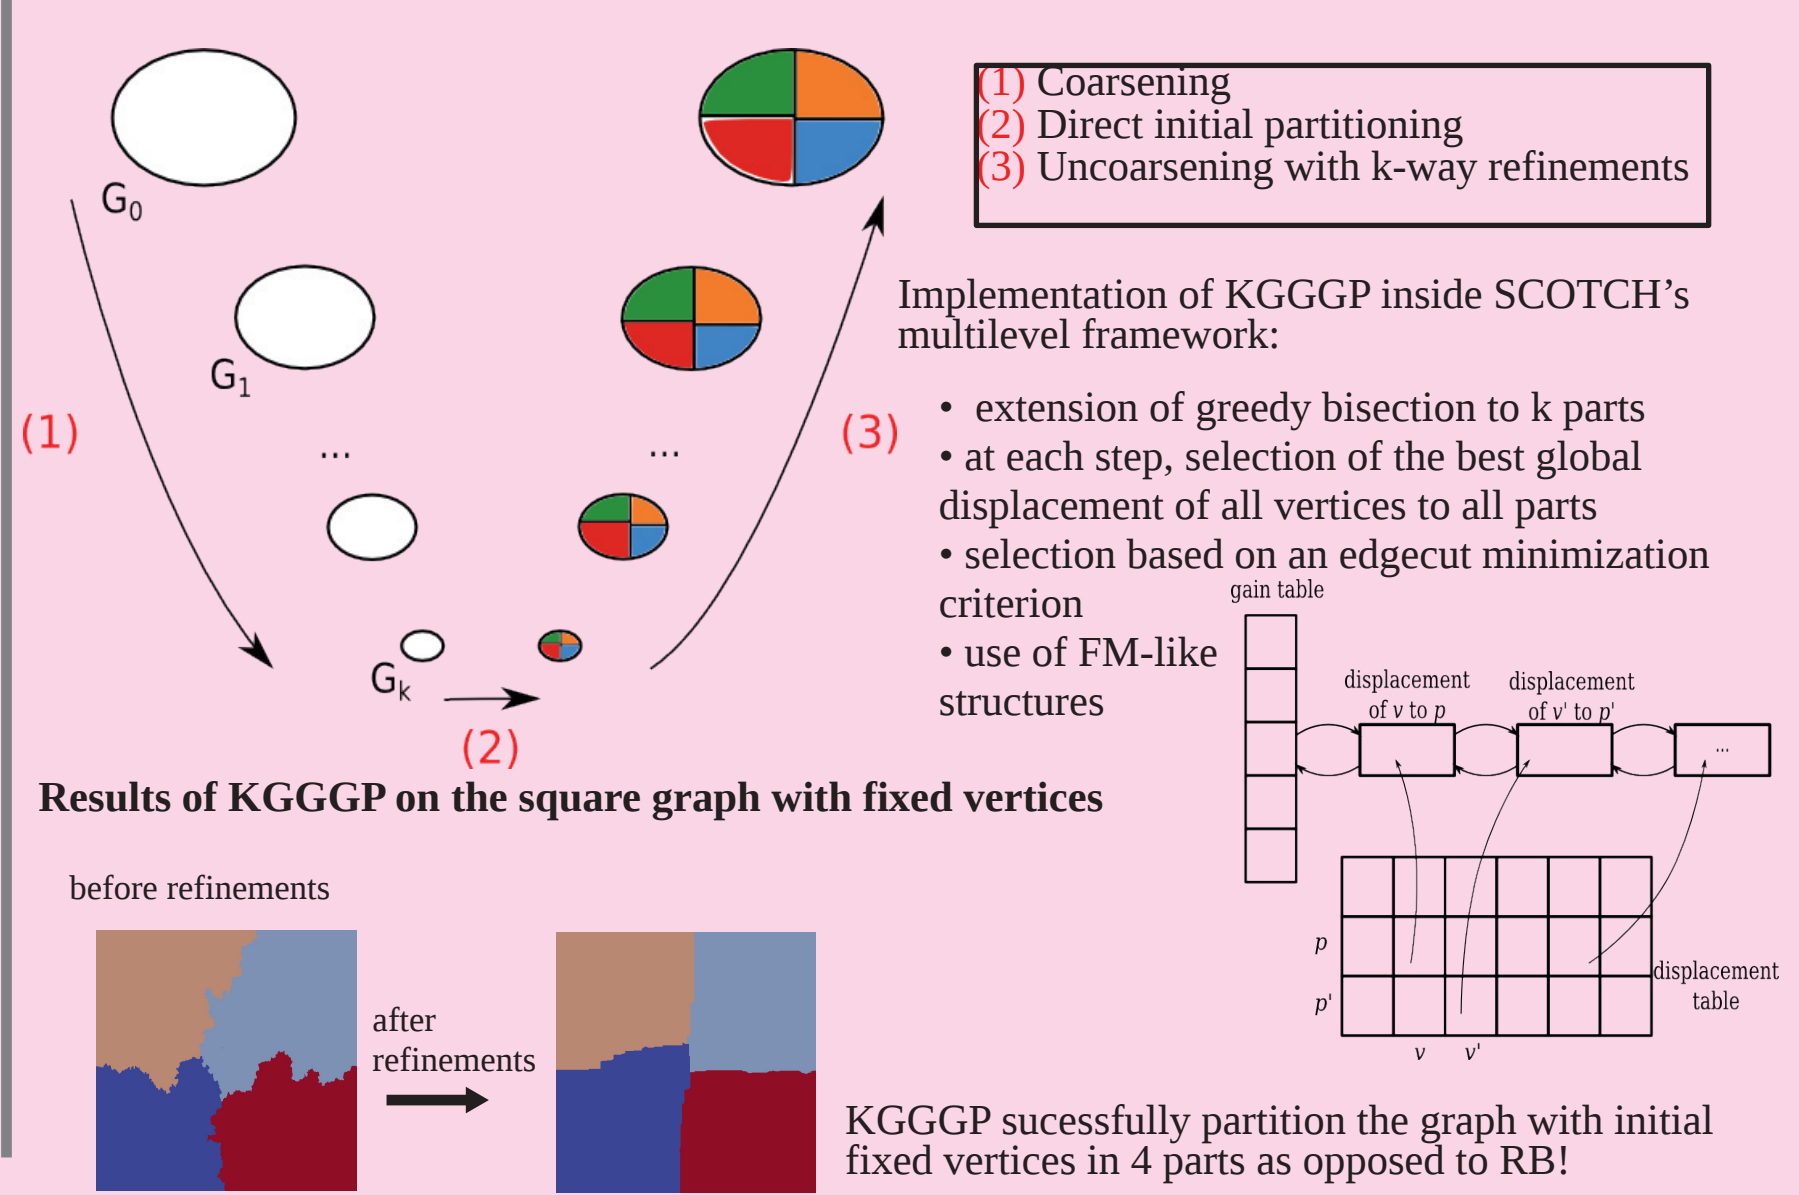 G0
G1
(1)
...
...
(3)
Gk
(2)
(1) Coarsening
(2) Direct initial partitioning
(3) Uncoarsening with k-way refinements
Implementation of KGGGP inside SCOTCH’s
multilevel framework:
• extension of greedy bisection to k parts
• at each step, selection of the best global
displacement of all vertices to all parts
• selection based on an edgecut minimization
criterion
• use of FM-like
structures
gain table
displacement
of v to p
displacement
of v' to p'
...
p
p'
v
v'
displacement
table
Results of KGGGP on the square graph with fixed vertices
before refinements
after
refinements
KGGGP sucessfully partition the graph with initial
fixed vertices in 4 parts as opposed to RB!